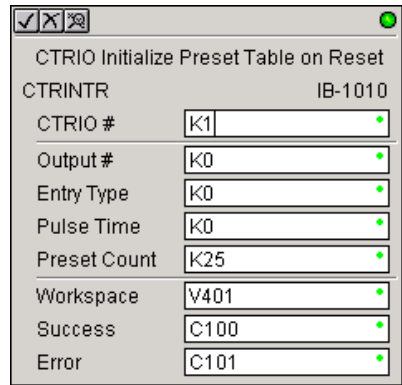 CTRIO Initialize Preset Table on Reset
CTRINTR IB-1010
CTRIO # K1
Output # K0
Entry Type K0
Pulse Time K0
Preset Count K25
Workspace V401
Success C100
Error C101